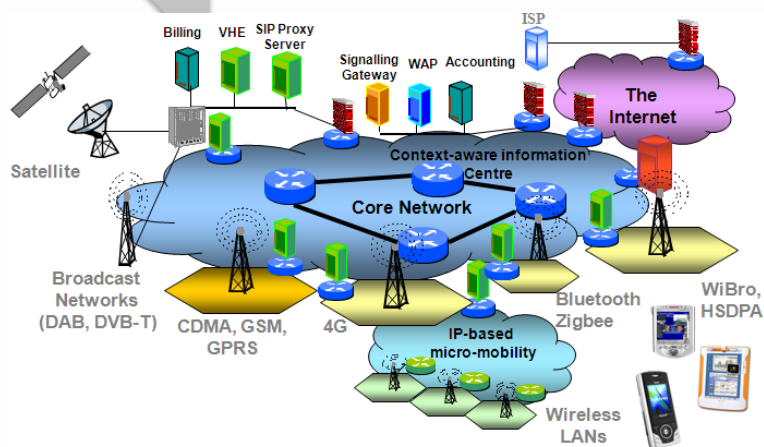 Billing
VHE
SIP Proxy
Server
Signalling
Gateway
WAP
Accounting
ISP
The
Internet
Satellite
Context-aware information
Centre
Core Network
Broadcast
Networks
(DAB, DVB-T)
CDMA, GSM,
GPRS
4G
Bluetooth
Zigbee
WiBro,
HSDPA
IP-based
micro-mobility
Wireless
LANs